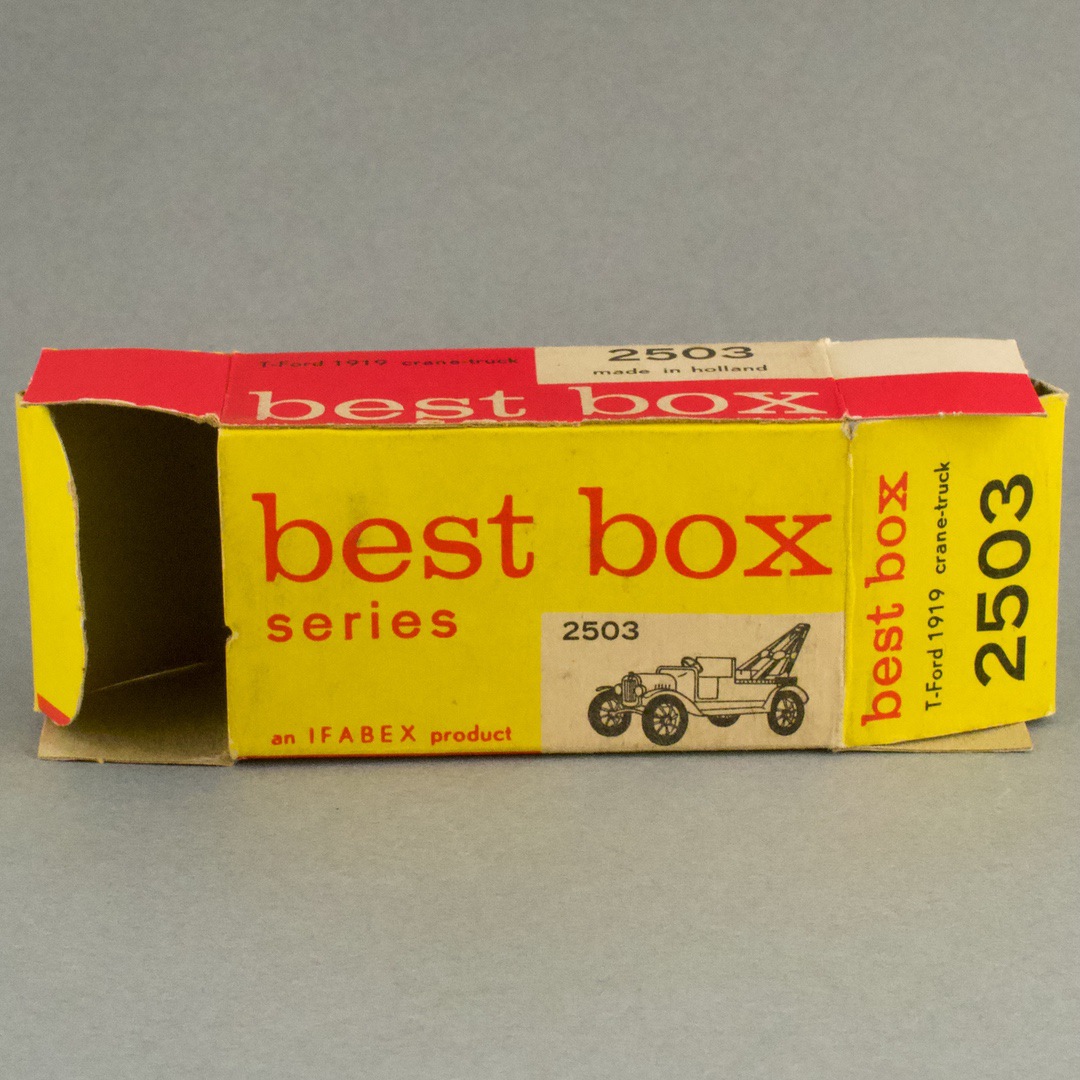 T-Ford 1919 crane-truck
2503
made in holland
best box
best box
series
2503
an IFABEX product
best box
T-Ford 1919 crane-truck
2503